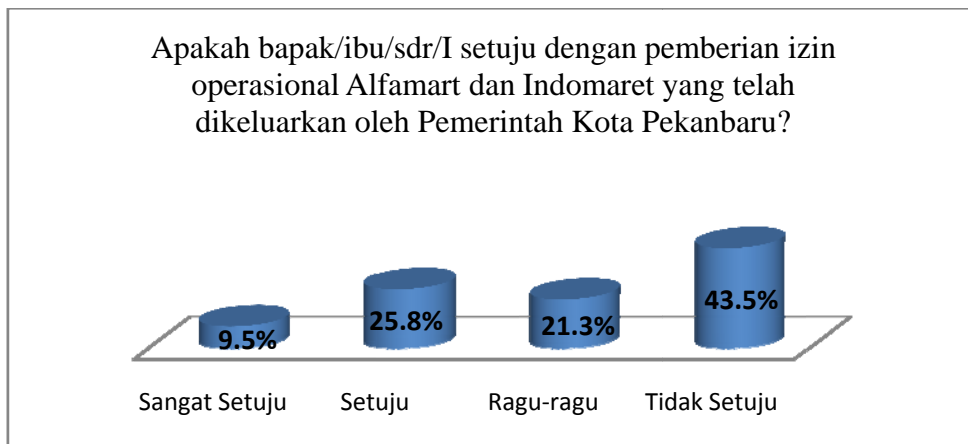 Apakah bapak/ibu/sdr/I setuju dengan pemberian izin
operasional Alfamart dan Indomaret yang telah
dikeluarkan oleh Pemerintah Kota Pekanbaru?
9.5% 25.8% 21.3% 43.5%
Sangat Setuju Setuju Ragu-ragu Tidak Setuju